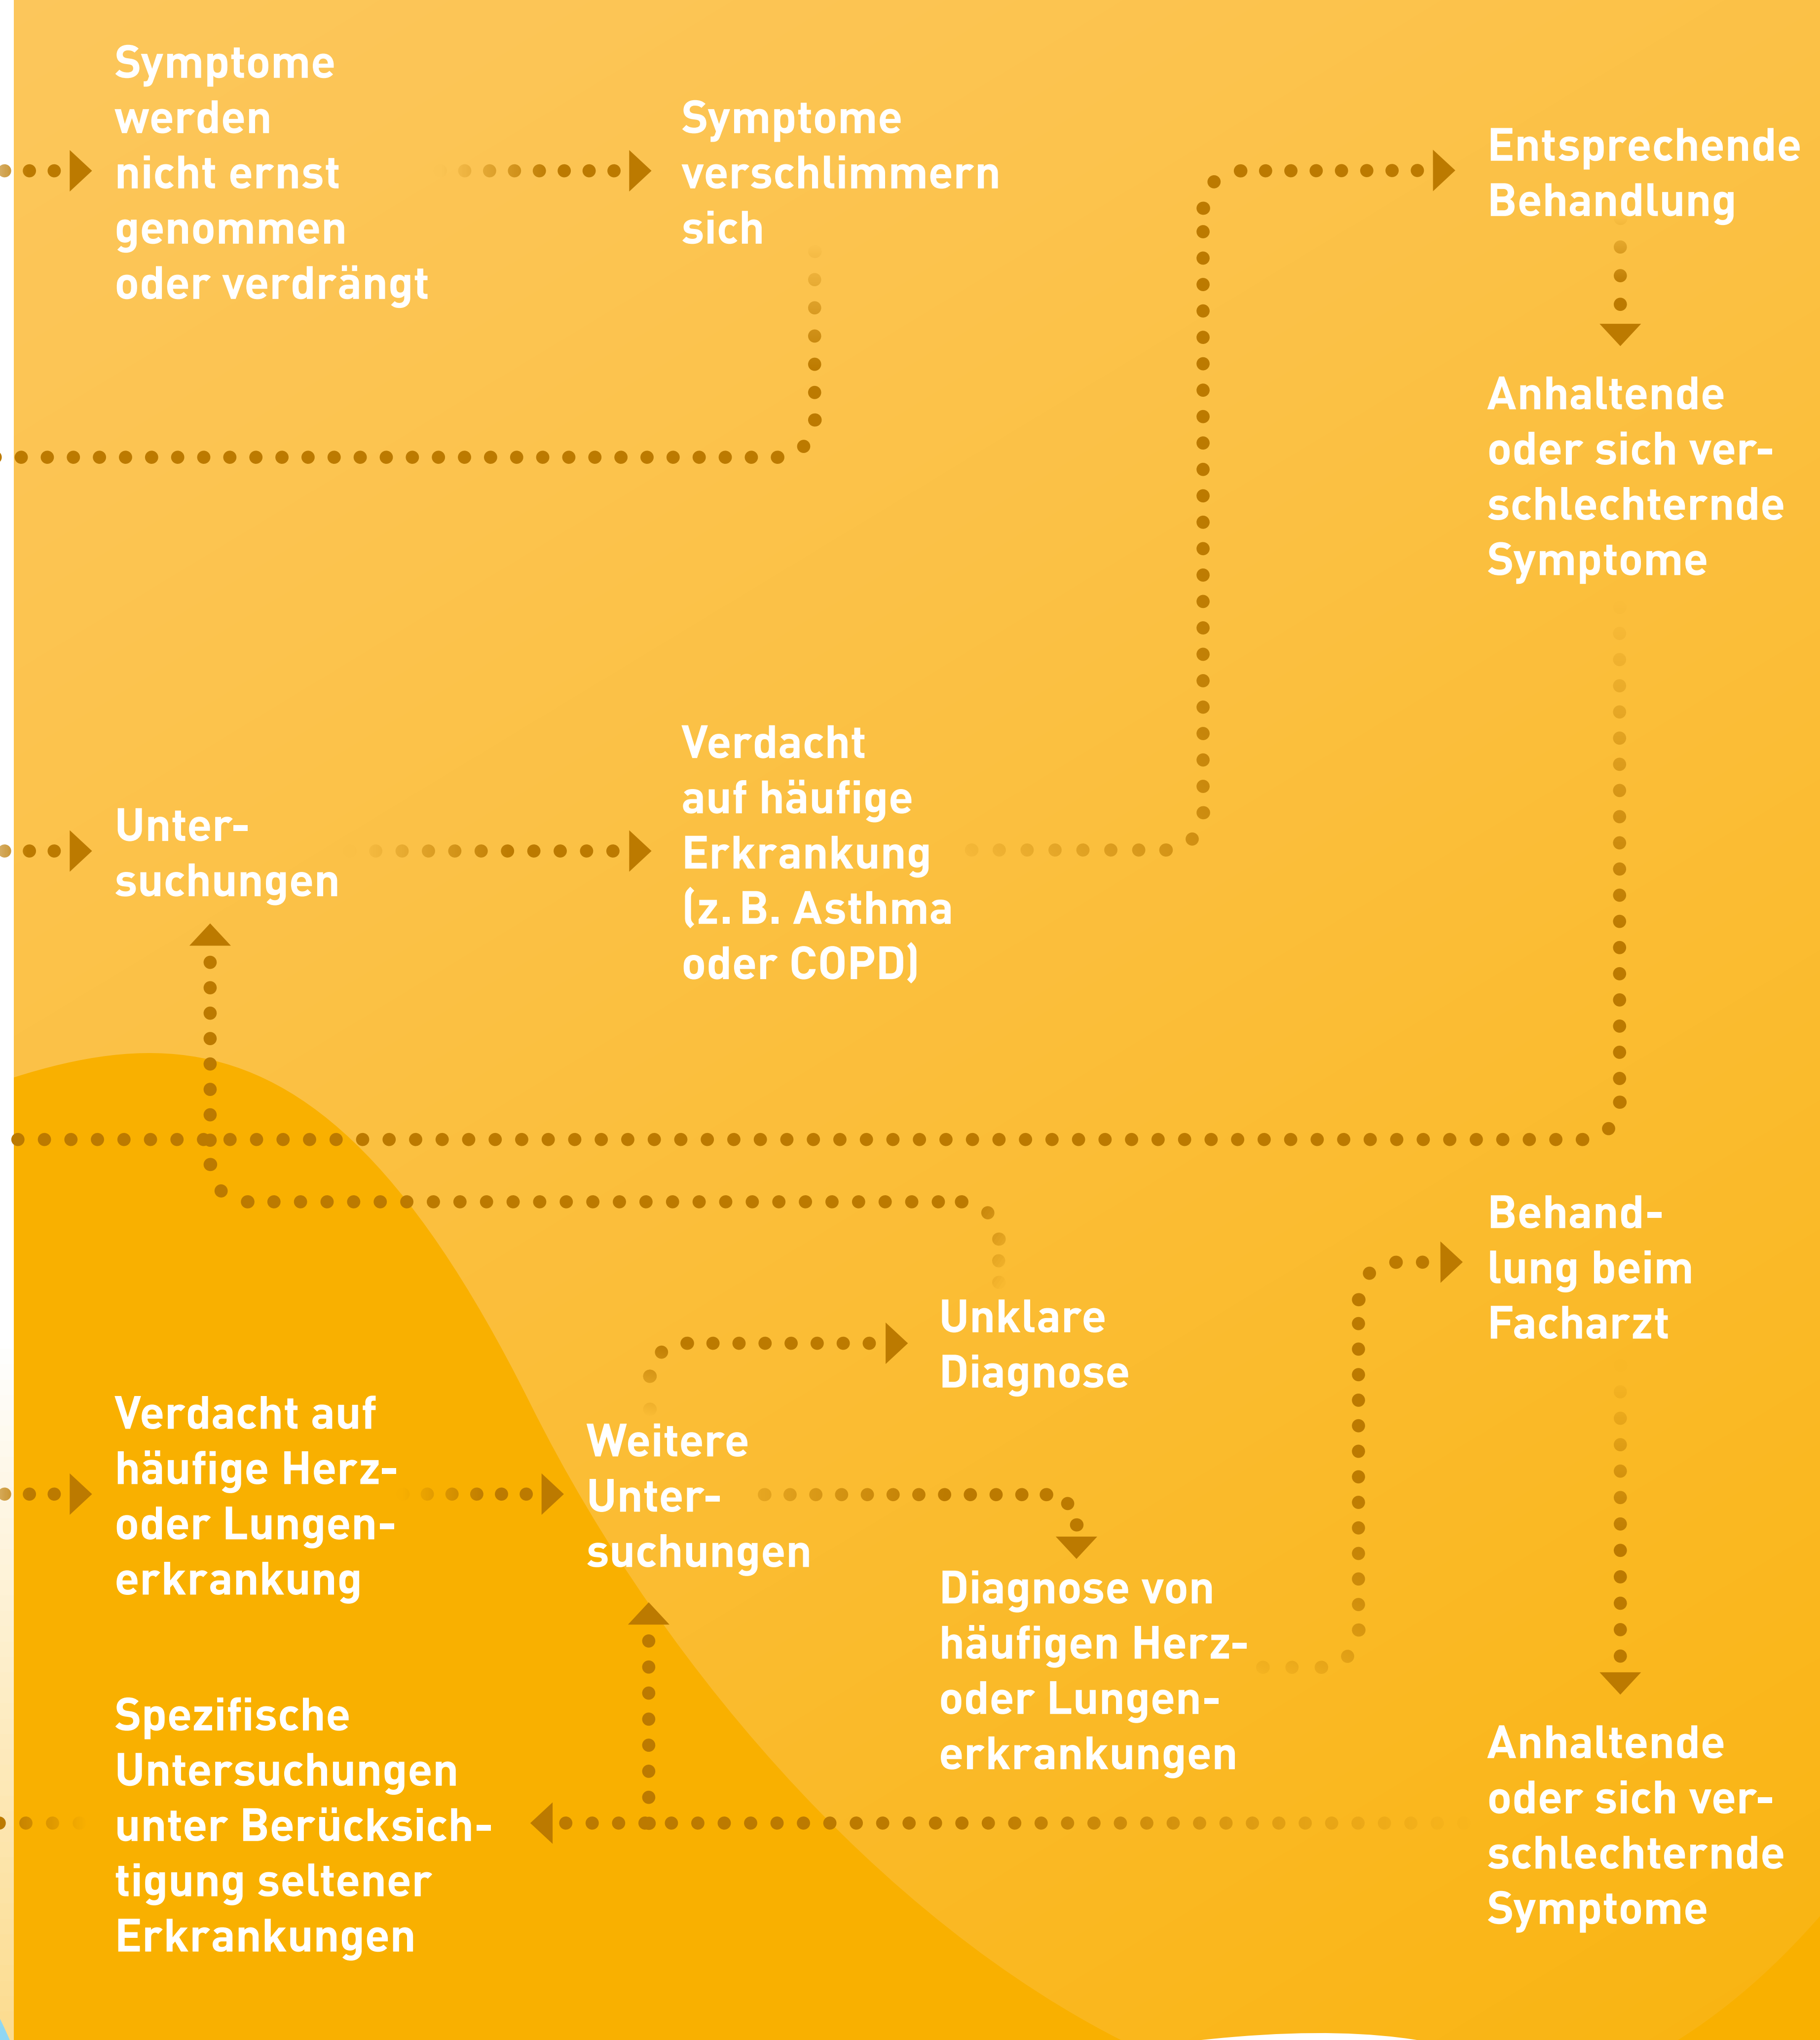 Symptome
werden
nicht ernst
genommen
oder verdrängt
Symptome
verschlimmern
sich
Entsprechende
Behandlung
Anhaltende
oder sich ver-
schlechternde
Symptome
Unter-
suchungen
Verdacht
auf häufige
Erkrankung
(z. B. Asthma
oder COPD)
Behand-
lung beim
Facharzt
Unklare
Diagnose
Verdacht auf
häufige Herz-
oder Lungen-
erkrankung
Weitere
Unter-
suchungen
Diagnose von
häufigen Herz-
oder Lungen-
erkrankungen
Spezifische
Untersuchungen
unter Berücksich-
tigung seltener
Erkrankungen
Anhaltende
oder sich ver-
schlechternde
Symptome